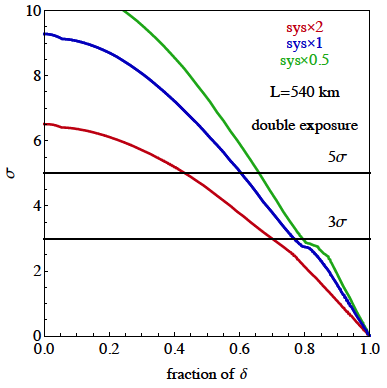 10
sys×2
sys×1
sys×0.5
8
L=540 km
double exposure
6
5σ
σ
4
3σ
2
0
0.0 0.2 0.4 0.6 0.8 1.0
fraction of δ